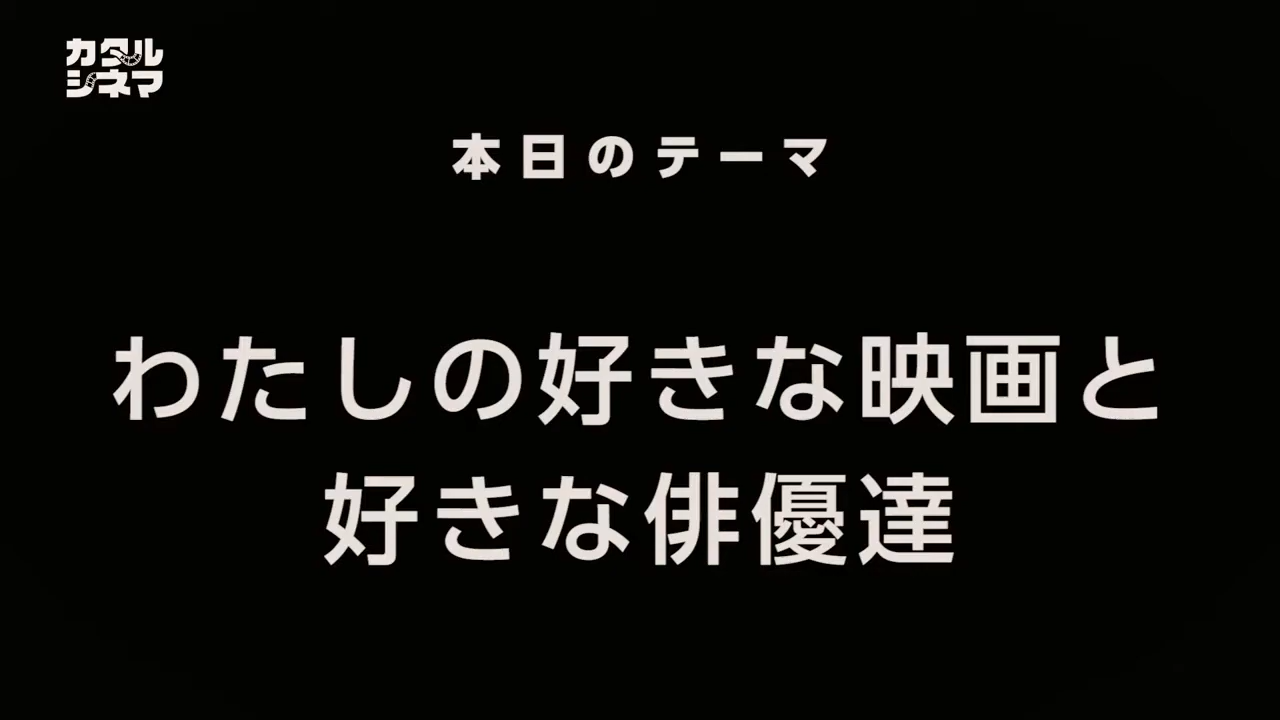 カタル
シネマ
本日のテーマ
わたしの好きな映画と
好きな俳優達